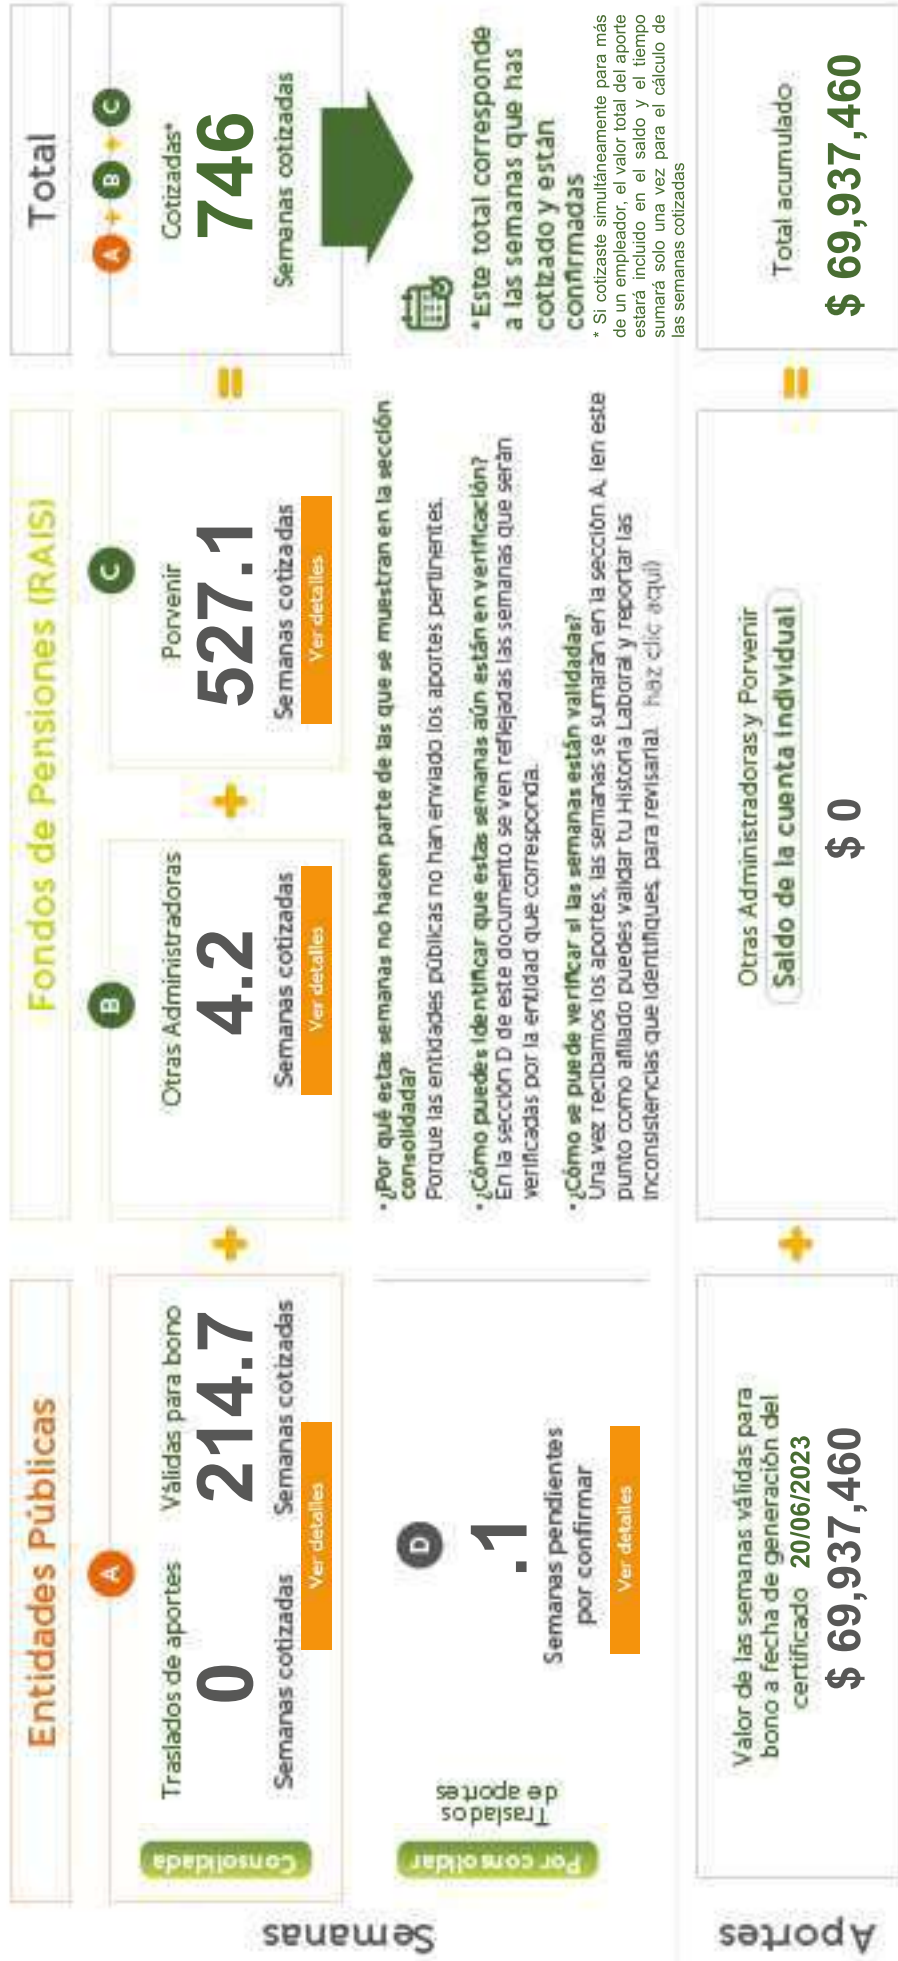 Entidades Públicas
Fondos de Pensiones (RAIS)
Total
A
B
C
A + B + C
Semanas
Consolidada
Traslados de aportes
0
Semanas cotizadas
Válidas para bono
214.7
Semanas cotizadas
Ver detalles
+
Otras Administradoras
4.2
Semanas cotizadas
Ver detalles
+
Porvenir
527.1
Semanas cotizadas
Ver detalles
=
Cotizadas*
746
Semanas cotizadas
Por consolidar
Traslados
de aportes
D
.1
Semanas pendientes
por confirmar
Ver detalles
• ¿Por qué estas semanas no hacen parte de las que se muestran en la sección
consolidada?
Porque las entidades públicas no han enviado los aportes pertinentes.
• ¿Cómo puedes identificar que estas semanas aún están en verificación?
En la sección D de este documento se ven reflejadas las semanas que serán
verificadas por la entidad que corresponda.
• ¿Cómo se puede verificar si las semanas están validadas?
Una vez recibamos los aportes, las semanas se sumarán en la sección A, (en este
punto como afiliado puedes validar tu Historia Laboral y reportar las
inconsistencias que identifiques, para revisarla). haz clic aquí)
*Este total corresponde
a las semanas que has
cotizado y están
confirmadas
* Si cotizaste simultáneamente para más
de un empleador, el valor total del aporte
estará incluido en el saldo y el tiempo
sumará solo una vez para el cálculo de
las semanas cotizadas
Aportes
Valor de las semanas válidas para
bono a fecha de generación del
certificado 20/06/2023
$ 69,937,460
+
Otras Administradoras y Porvenir
Saldo de la cuenta individual
$ 0
=
Total acumulado
$ 69,937,460